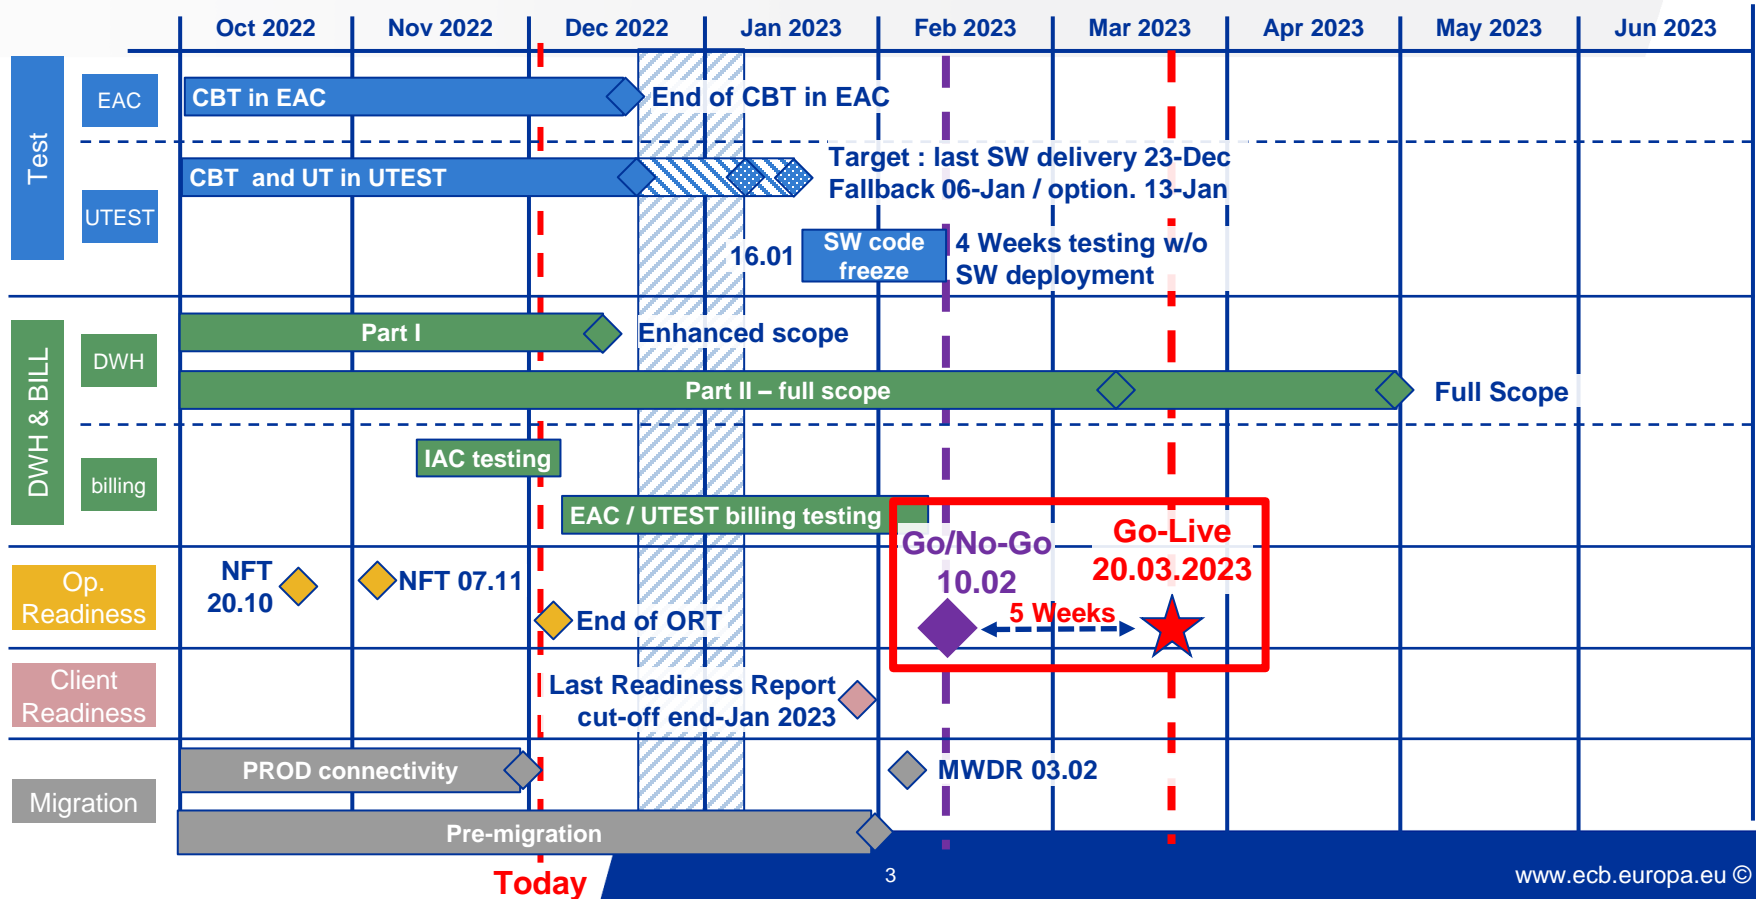 Oct 2022
Nov 2022
Dec 2022
Jan 2023
Feb 2023
Mar 2023
Apr 2023
May 2023
Jun 2023
Test
EAC
CBT in EAC
End of CBT in EAC
UTEST
CBT and UT in UTEST
Target : last SW delivery 23-Dec
Fallback 06-Jan / option. 13-Jan
16.01
SW code
freeze
4 Weeks testing w/o
SW deployment
DWH & BILL
DWH
Part I
Enhanced scope
Part II – full scope
Full Scope
billing
IAC testing
EAC / UTEST billing testing
Go/No-Go
10.02
Go-Live
20.03.2023
5 Weeks
Op.
Readiness
NFT
20.10
NFT 07.11
End of ORT
Client
Readiness
Last Readiness Report
cut-off end-Jan 2023
Migration
PROD connectivity
MWDR 03.02
Pre-migration
Today
3
www.ecb.europa.eu ©